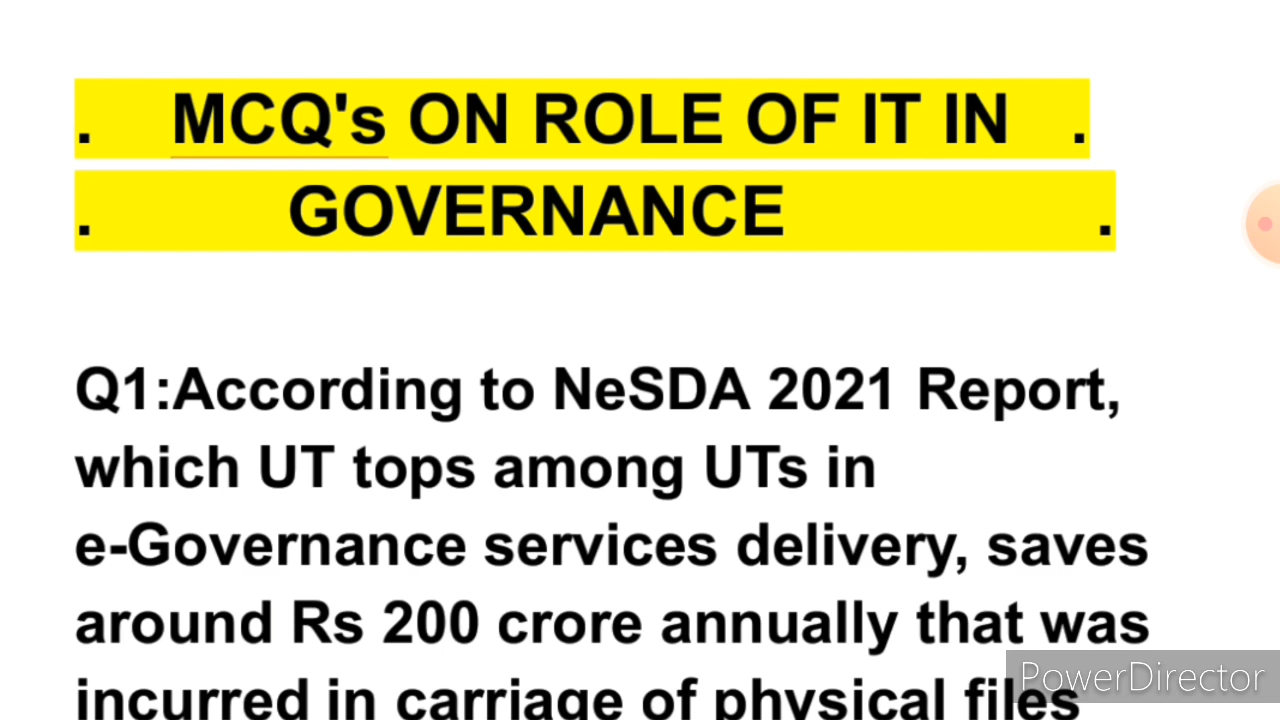 . MCQ's ON ROLE OF IT IN .
. GOVERNANCE .
Q1:According to NeSDA 2021 Report,
which UT tops among UTs in
e-Governance services delivery, saves
around Rs 200 crore annually that was
incurred in carriage of physical files
PowerDirector